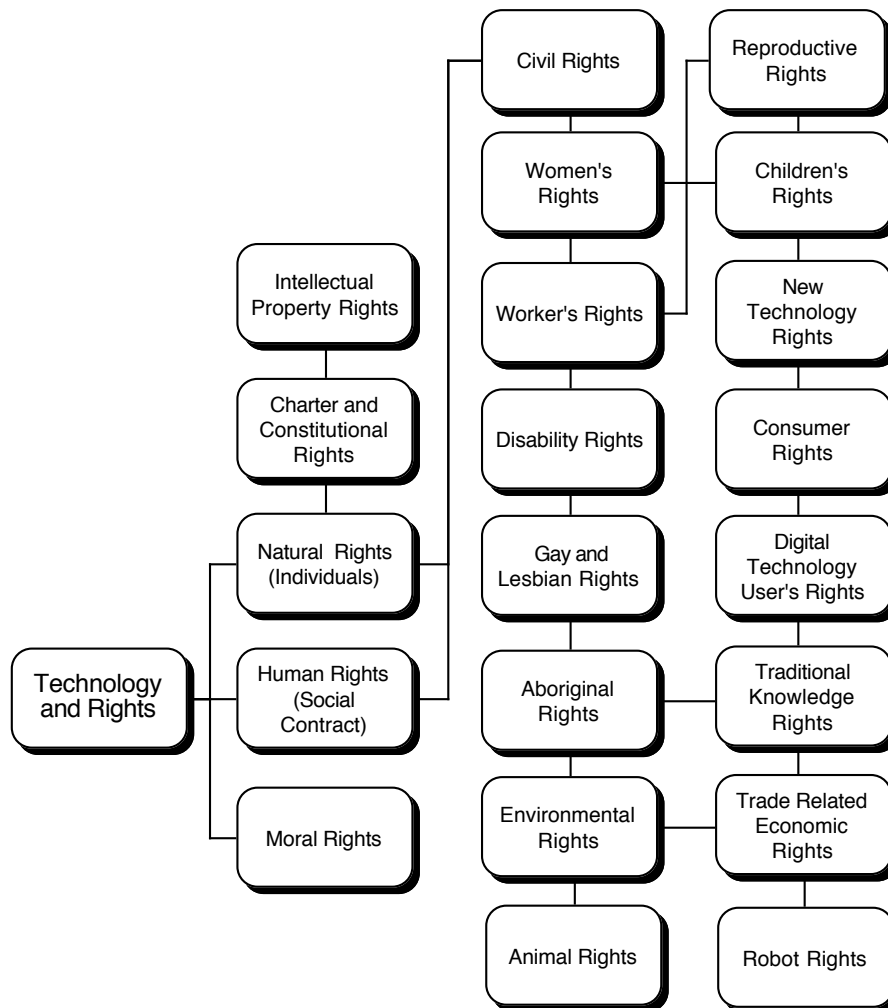 Civil Rights
Reproductive
Rights
Women's
Rights
Children's
Rights
Intellectual
Property Rights
Worker's Rights
New
Technology
Rights
Charter and
Constitutional
Rights
Disability Rights
Consumer
Rights
Natural Rights
(Individuals)
Gay and
Lesbian Rights
Digital
Technology
User's Rights
Technology
and Rights
Human Rights
(Social
Contract)
Aboriginal
Rights
Traditional
Knowledge
Rights
Moral Rights
Environmental
Rights
Trade Related
Economic
Rights
Animal Rights
Robot Rights